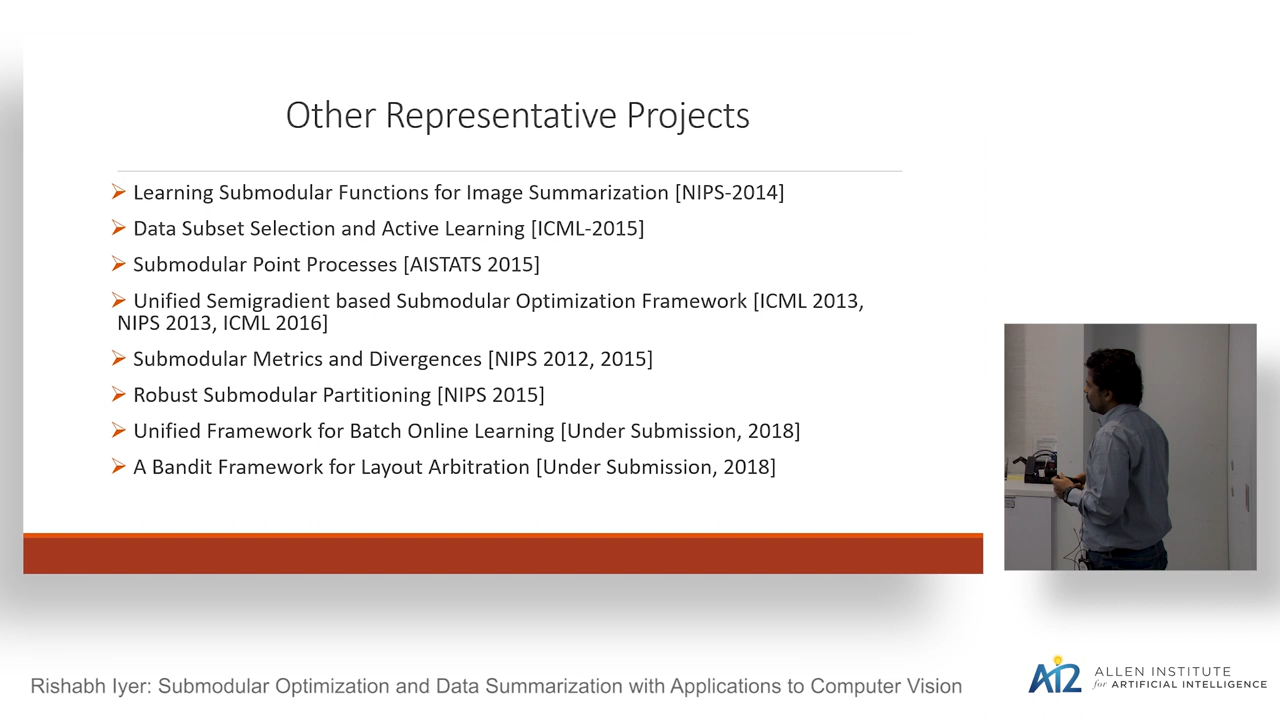 Other Representative Projects
Learning Submodular Functions for Image Summarization [NIPS-2014]
Data Subset Selection and Active Learning [ICML-2015]
Submodular Point Processes [AISTATS 2015]
Unified Semigradient based Submodular Optimization Framework [ICML 2013,
NIPS 2013, ICML 2016]
Submodular Metrics and Divergences [NIPS 2012, 2015]
Robust Submodular Partitioning [NIPS 2015]
Unified Framework for Batch Online Learning [Under Submission, 2018]
A Bandit Framework for Layout Arbitration [Under Submission, 2018]
Rishabh Iyer: Submodular Optimization and Data Summarization with Applications to Computer Vision
AI2
ALLEN INSTITUTE
for ARTIFICIAL INTELLIGENCE